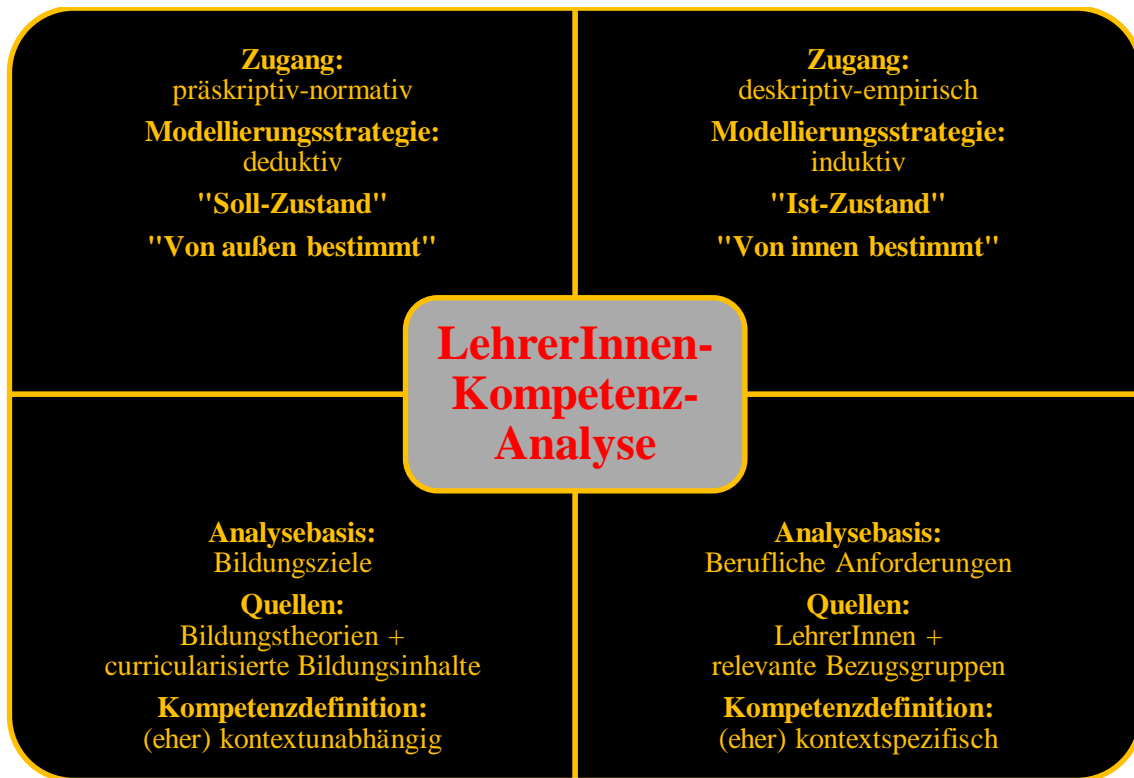 Zugang:
präskriptiv-normativ
Modellierungsstrategie:
deduktiv
"Soll-Zustand"
"Von außen bestimmt"
Zugang:
deskriptiv-empirisch
Modellierungsstrategie:
induktiv
"Ist-Zustand"
"Von innen bestimmt"
LehrerInnen-
Kompetenz-
Analyse
Analysebasis:
Bildungsziele
Quellen:
Bildungstheorien +
curricularisierte Bildungsinhalte
Kompetenzdefinition:
(eher) kontextunabhängig
Analysebasis:
Berufliche Anforderungen
Quellen:
LehrerInnen +
relevante Bezugsgruppen
Kompetenzdefinition:
(eher) kontextspezifisch